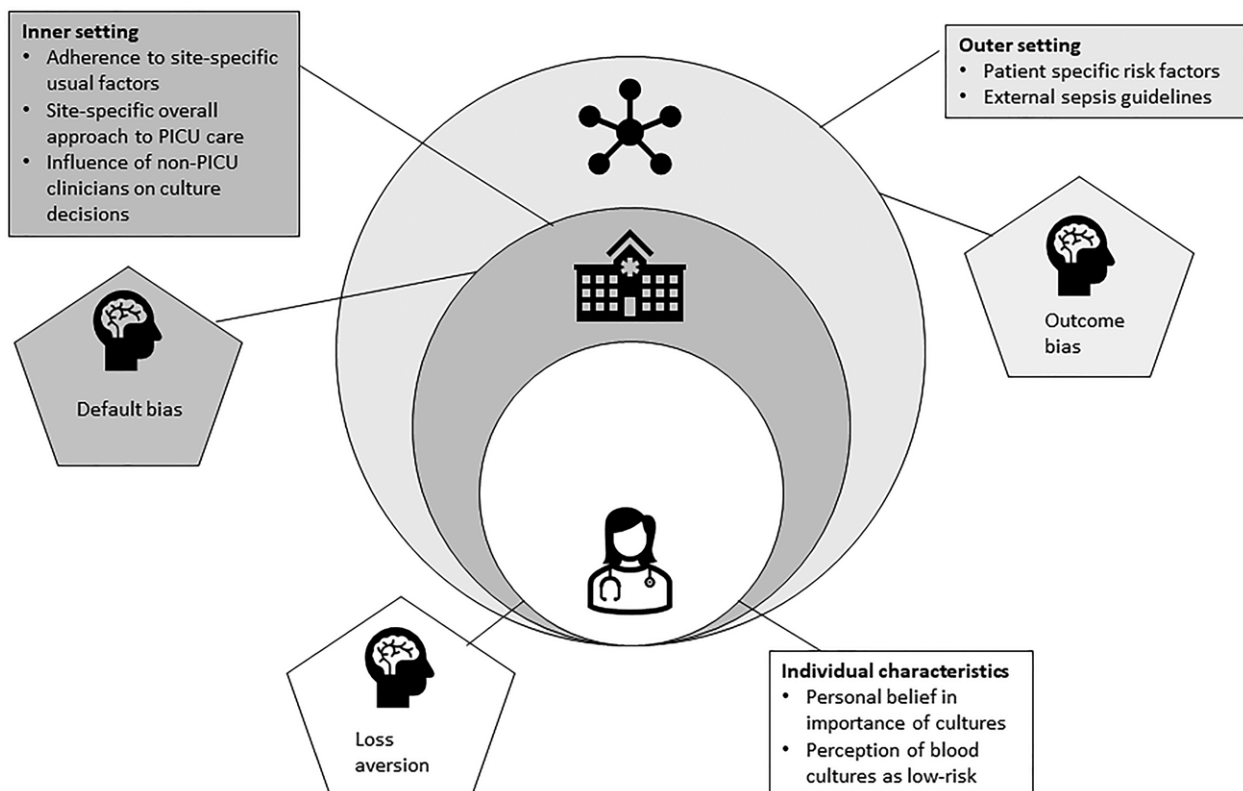 Inner setting
• Adherence to site-specific
usual factors
• Site-specific overall
approach to PICU care
• Influence of non-PICU
clinicians on culture
decisions
Outer setting
• Patient specific risk factors
• External sepsis guidelines
Default bias
Outcome
bias
Loss
aversion
Individual characteristics
• Personal belief in
importance of cultures
• Perception of blood
cultures as low-risk